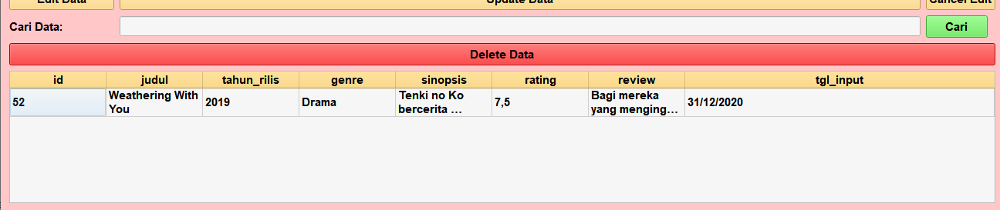 Edit Data Update Data Cancel Edit
Cari Data: Cari
Delete Data
id judul tahun_rilis genre sinopsis rating review tgl_input
52 Weathering With You 2019 Drama Tenki no Ko bercerita ... 7,5 Bagi mereka yang menging... 31/12/2020